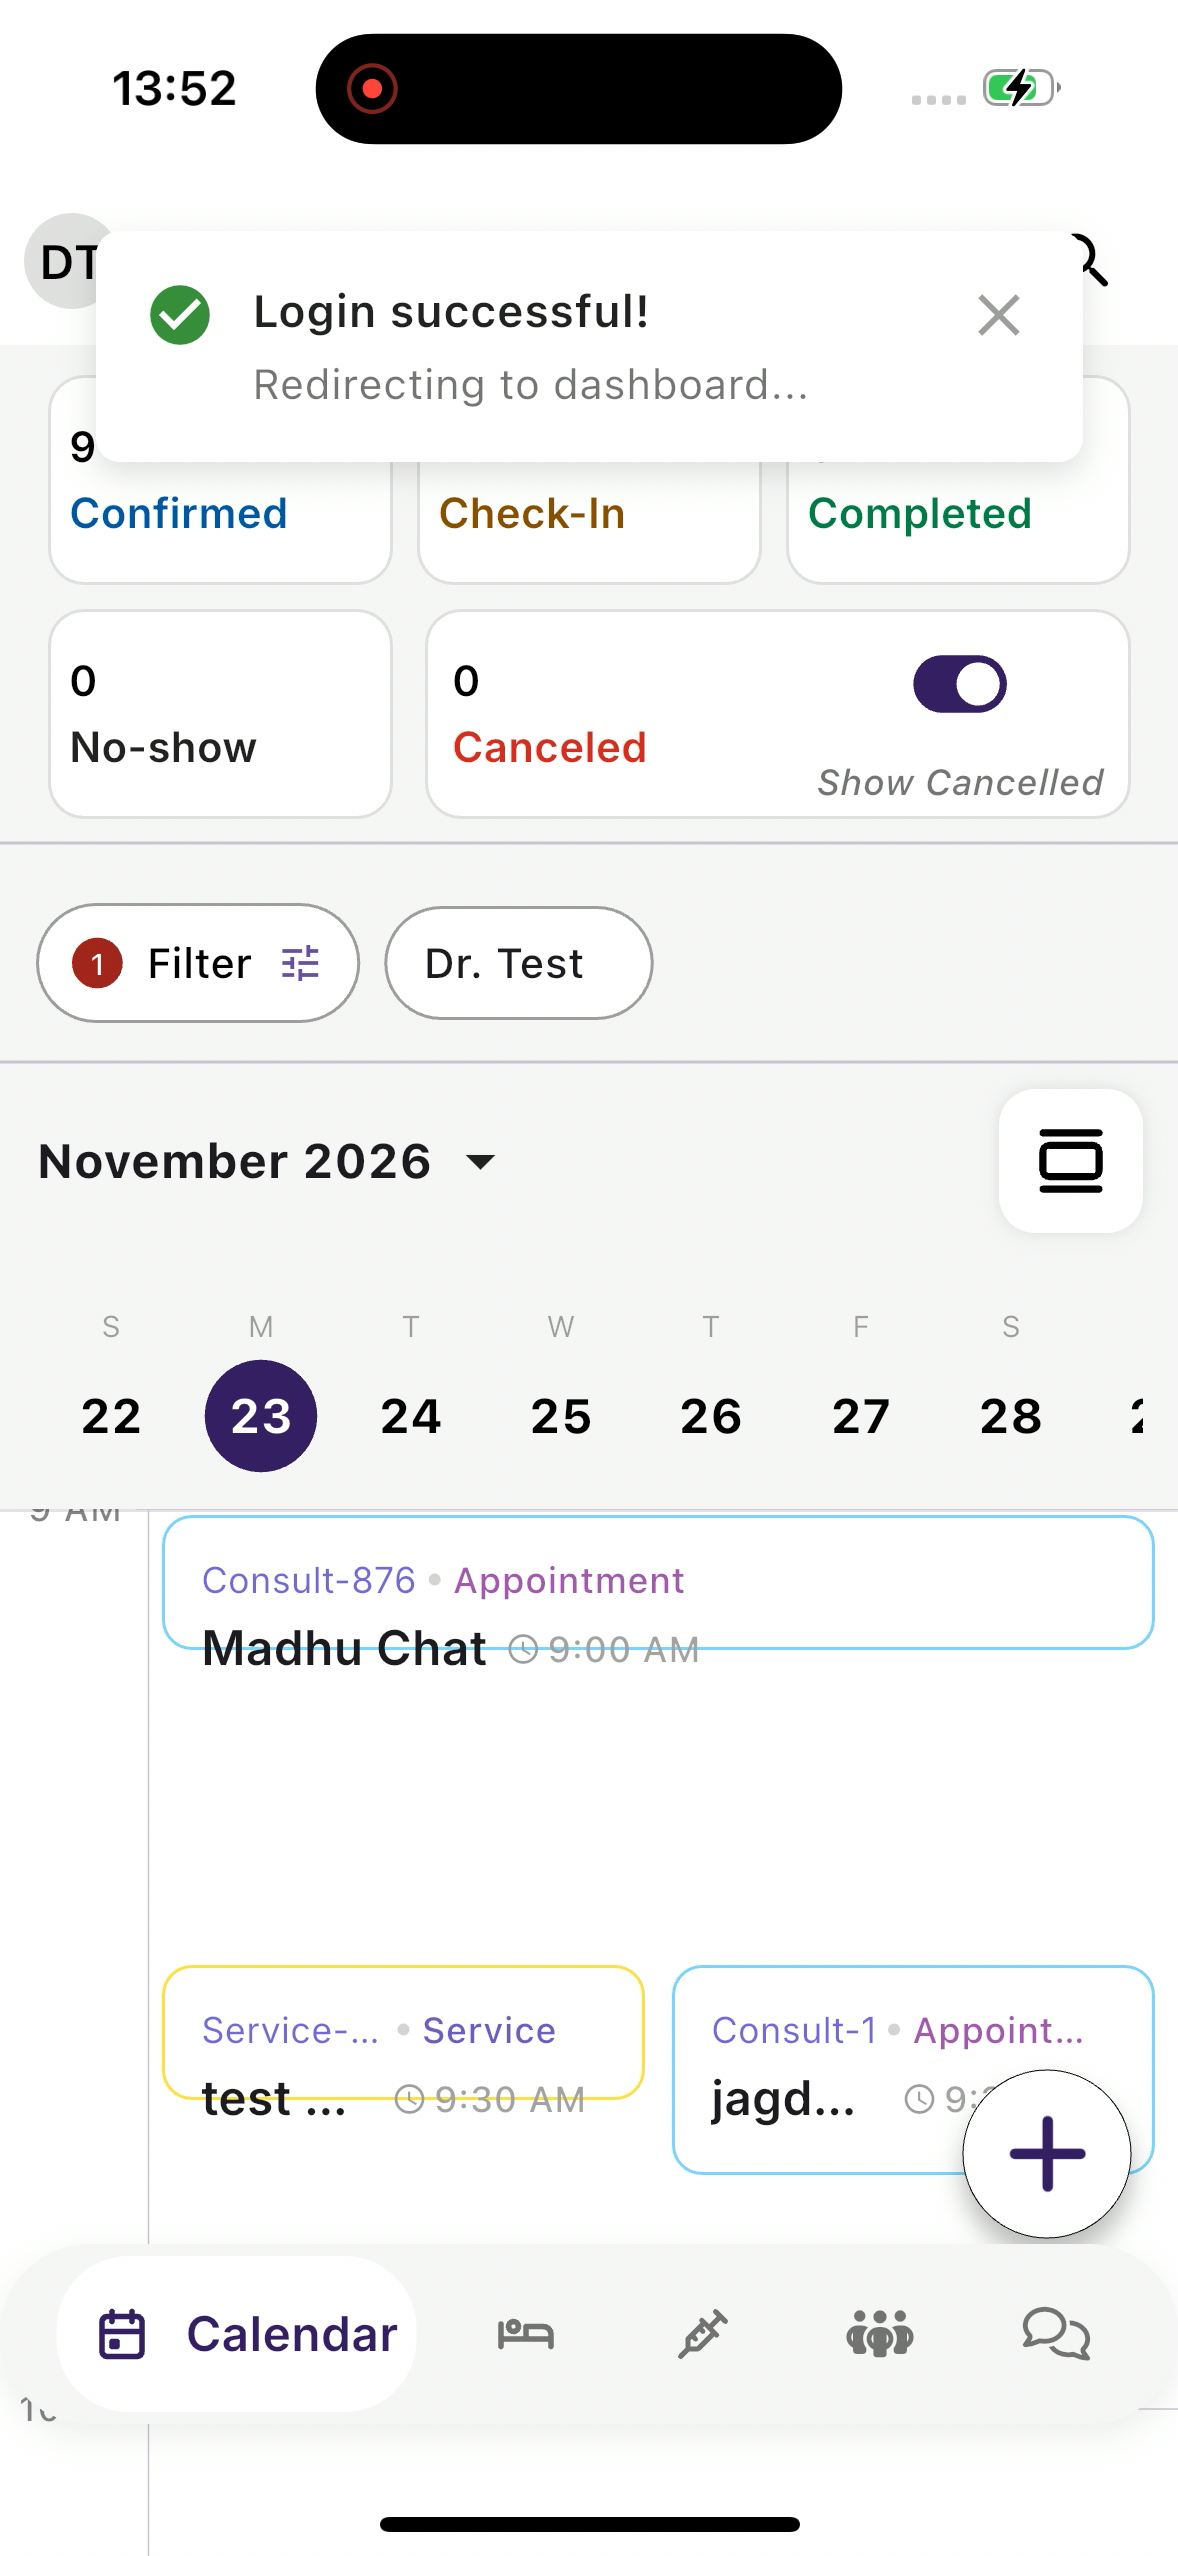 13:52
DT
Login successful!
Redirecting to dashboard...
9
Confirmed
Check-In
Completed
0
No-show
0
Canceled
Show Cancelled
1 Filter
Dr. Test
November 2026
S M T W T F S
22 23 24 25 26 27 28
9 AM
Consult-876 • Appointment
Madhu Chat 9:00 AM
Service-... • Service
test ... 9:30 AM
Consult-1 • Appoint...
jagd...
Calendar